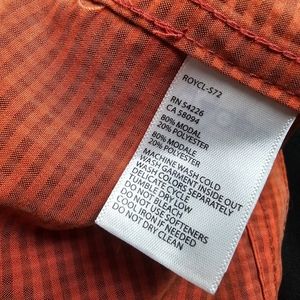 ROYCL-S72
RN 54226
CA 58094
80% MODAL
20% POLYESTER
80% MODALE
20% POLYESTER
MACHINE WASH COLD
WASH GARMENT INSIDE OUT
WASH COLORS SEPARATELY
DELICATE CYCLE
TUMBLE DRY LOW
DO NOT BLEACH
DO NOT USE SOFTENERS
COOL IRON IF NEEDED
DO NOT DRY CLEAN